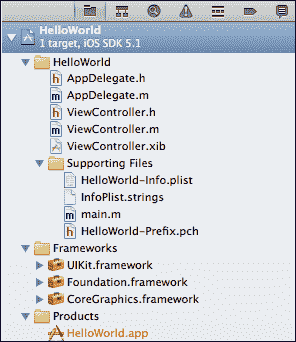 HelloWorld
1 target, iOS SDK 5.1
HelloWorld
h AppDelegate.h
m AppDelegate.m
h ViewController.h
m ViewController.m
ViewController.xib
Supporting Files
HelloWorld-Info.plist
InfoPlist.strings
m main.m
h HelloWorld-Prefix.pch
Frameworks
UIKit.framework
Foundation.framework
CoreGraphics.framework
Products
HelloWorld.app